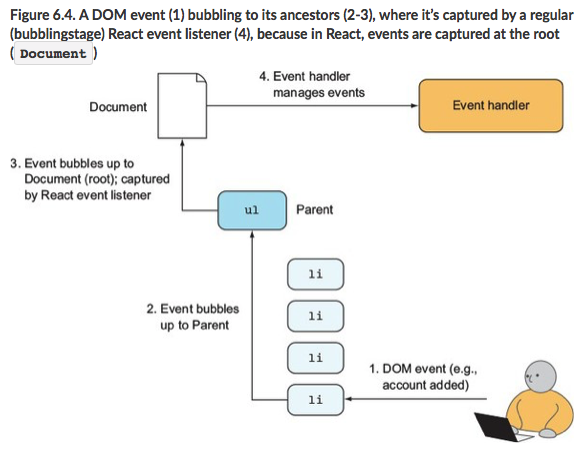 Figure 6.4. A DOM event (1) bubbling to its ancestors (2-3), where it’s captured by a regular
(bubblingstage) React event listener (4), because in React, events are captured at the root
( Document )
4. Event handler
manages events
Document
Event handler
3. Event bubbles up to
Document (root); captured
by React event listener
ul
Parent
li
2. Event bubbles
up to Parent
li
li
1. DOM event (e.g.,
account added)
li